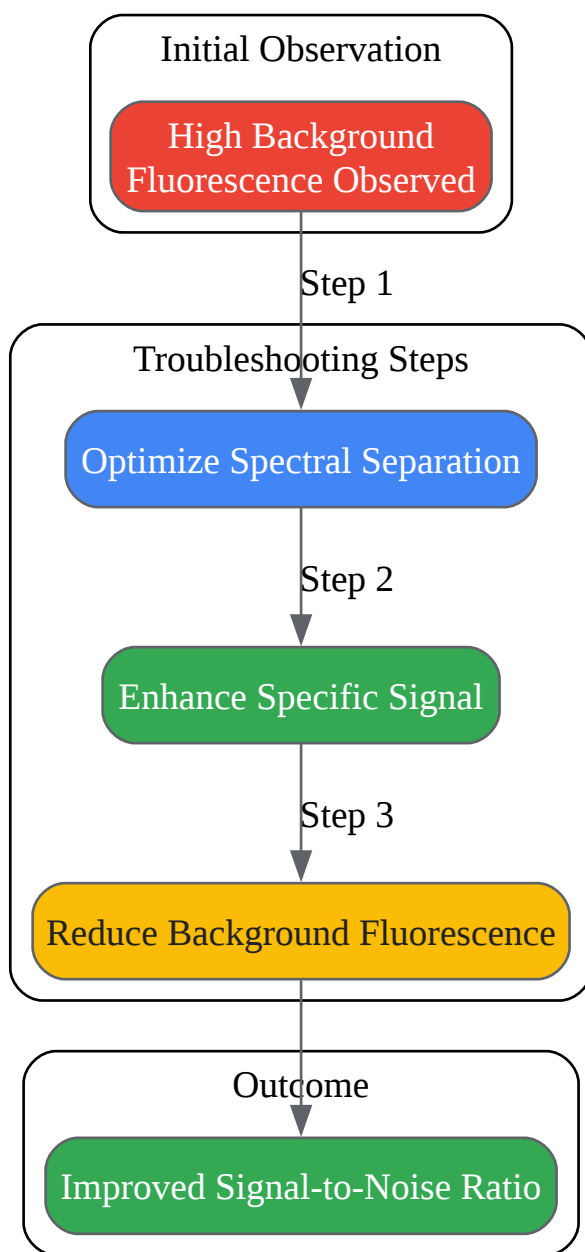 Initial Observation
High Background
Fluorescence Observed
Step 1
Troubleshooting Steps
Optimize Spectral Separation
Step 2
Enhance Specific Signal
Step 3
Reduce Background Fluorescence
Outcome
Improved Signal-to-Noise Ratio